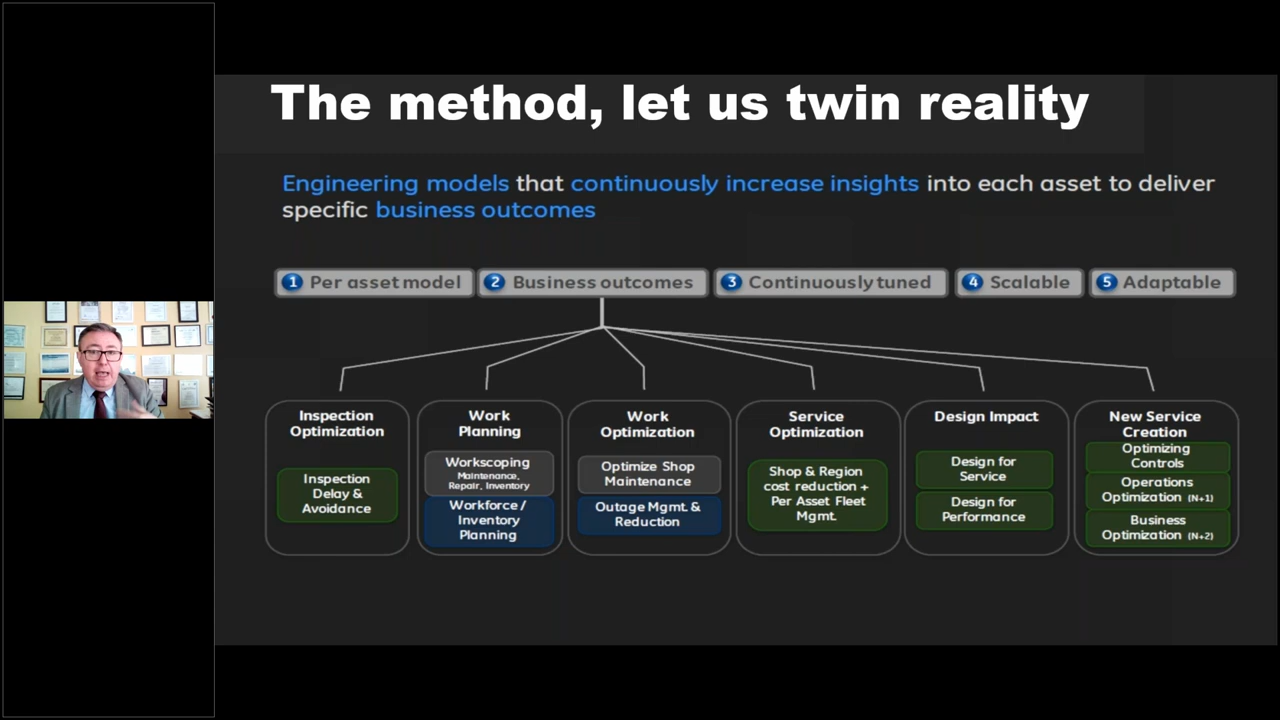 The method, let us twin reality
Engineering models that continuously increase insights into each asset to deliver
specific business outcomes
1 Per asset model
2 Business outcomes
3 Continuously tuned
4 Scalable
5 Adaptable
Inspection
Optimization
Inspection
Delay &
Avoidance
Work
Planning
Workscoping
Maintenance,
Repair, Inventory
Workforce /
Inventory
Planning
Work
Optimization
Optimize Shop
Maintenance
Outage Mgmt. &
Reduction
Service
Optimization
Shop & Region
cost reduction +
Per Asset Fleet
Mgmt.
Design Impact
Design for
Service
Design for
Performance
New Service
Creation
Optimizing
Controls
Operations
Optimization (N+1)
Business
Optimization (N+2)